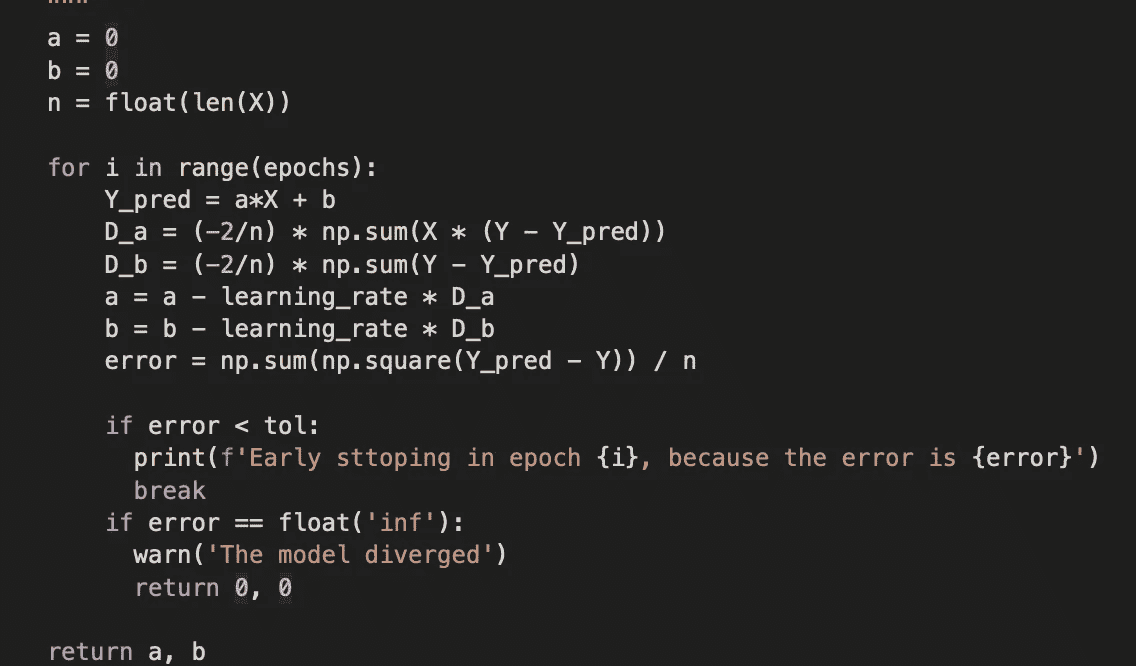 """
a = 0
b = 0
n = float(len(X))
for i in range(epochs):
Y_pred = a*X + b
D_a = (-2/n) * np.sum(X * (Y - Y_pred))
D_b = (-2/n) * np.sum(Y - Y_pred)
a = a - learning_rate * D_a
b = b - learning_rate * D_b
error = np.sum(np.square(Y_pred - Y)) / n
if error < tol:
print(f'Early sttoping in epoch {i}, because the error is {error}')
break
if error == float('inf'):
warn('The model diverged')
return 0, 0
return a, b